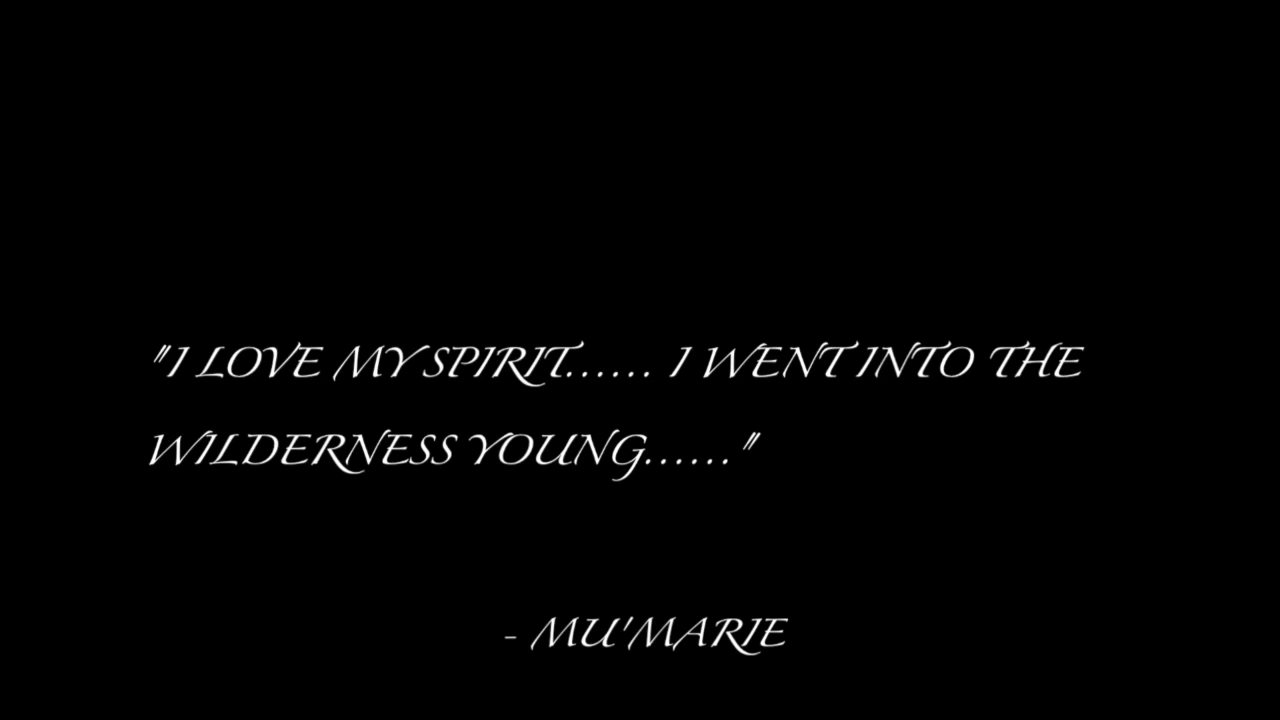 "I LOVE MY SPIRIT...... I WENT INTO THE
WILDERNESS YOUNG......"
- MU'MARIE